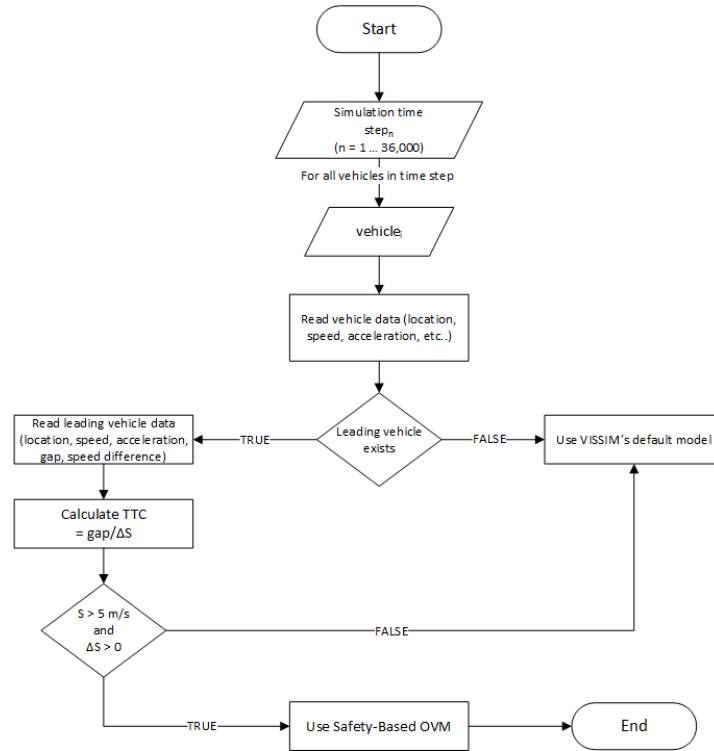 Start
Simulation time
stepₙ
(n = 1 ... 36,000)
For all vehicles in time step
vehicleᵢ
Read vehicle data (location,
speed, acceleration, etc..)
Leading vehicle
exists
TRUE
FALSE
Read leading vehicle data
(location, speed, acceleration,
gap, speed difference)
Use VISSIM's default model
Calculate TTC
= gap/ΔS
S > 5 m/s
and
ΔS > 0
FALSE
TRUE
Use Safety-Based OVM
End